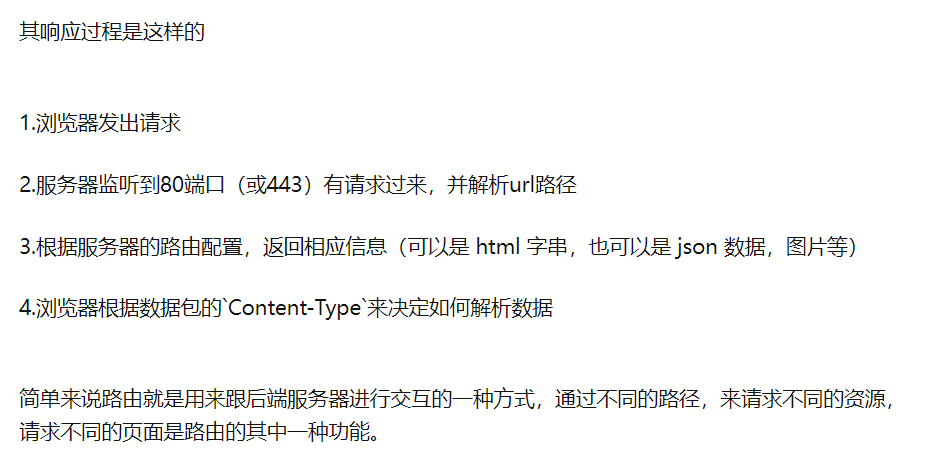 其响应过程是这样的
1.浏览器发出请求
2.服务器监听到80端口（或443）有请求过来，并解析url路径
3.根据服务器的路由配置，返回相应信息（可以是 html 字串，也可以是 json 数据，图片等）
4.浏览器根据数据包的`Content-Type`来决定如何解析数据
简单来说路由就是用来跟后端服务器进行交互的一种方式，通过不同的路径，来请求不同的资源，
请求不同的页面是路由的其中一种功能。